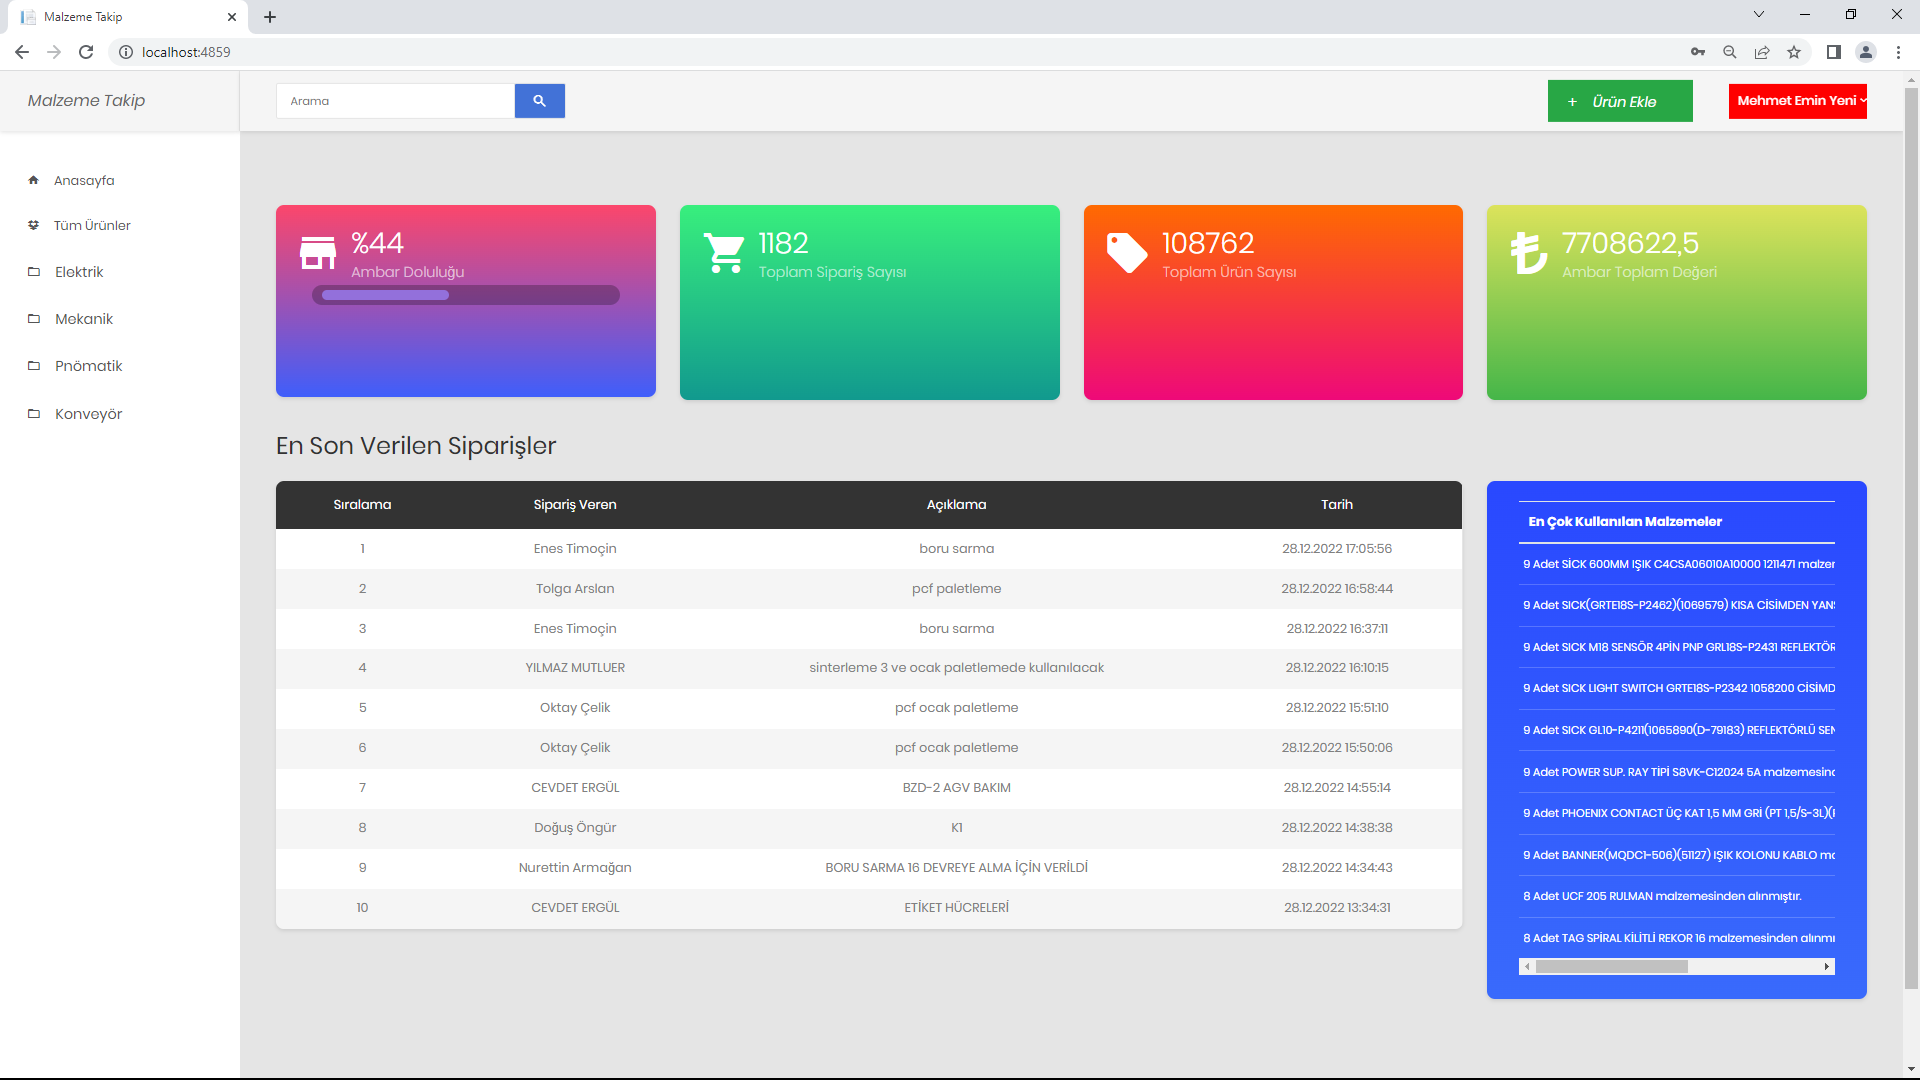 Malzeme Takip
localhost:4859
Malzeme Takip
Arama
+ Ürün Ekle
Mehmet Emin Yeni
Anasayfa
Tüm Ürünler
Elektrik
Mekanik
Pnömatik
Konveyör
%44
Ambar Doluluğu
1182
Toplam Sipariş Sayısı
108762
Toplam Ürün Sayısı
7708622,5
Ambar Toplam Değeri
En Son Verilen Siparişler
Sıralama Sipariş Veren Açıklama Tarih
1 Enes Timoçin boru sarma 28.12.2022 17:05:56
2 Tolga Arslan pcf paletleme 28.12.2022 16:58:44
3 Enes Timoçin boru sarma 28.12.2022 16:37:11
4 YILMAZ MUTLUER sinterleme 3 ve ocak paletlemede kullanılacak 28.12.2022 16:10:15
5 Oktay Çelik pcf ocak paletleme 28.12.2022 15:51:10
6 Oktay Çelik pcf ocak paletleme 28.12.2022 15:50:06
7 CEVDET ERGÜL BZD-2 AGV BAKIM 28.12.2022 14:55:14
8 Doğuş Öngür K1 28.12.2022 14:38:38
9 Nurettin Armağan BORU SARMA 16 DEVREYE ALMA İÇİN VERİLDİ 28.12.2022 14:34:43
10 CEVDET ERGÜL ETİKET HÜCRELERİ 28.12.2022 13:34:31
En Çok Kullanılan Malzemeler
9 Adet SİCK 600MM IŞIK C4CSA06010A10000 1211471
9 Adet SICK(GRTE18S-P2462)(1069579) KISA CİSİMDEN
9 Adet SICK M18 SENSÖR 4PİN PNP GRL18S-P2431 REFLEKTÖR
9 Adet SICK LIGHT SWITCH GRTE18S-P2342 1058200 CİSİMD
9 Adet SICK GL10-P4211(1065890(D-79183) REFLEKTÖRLÜ
9 Adet POWER SUP. RAY TİPİ S8VK-C12024 5A
9 Adet PHOENIX CONTACT ÜÇ KAT 1,5 MM GRİ (PT 1,5/S-3L)
9 Adet BANNER(MQDC1-506)(51127) IŞIK KOLONU KABLO
8 Adet UCF 205 RULMAN malzemesinden alınmıştır.
8 Adet TAG SPİRAL KİLİTLİ REKOR 16 malzemesinden